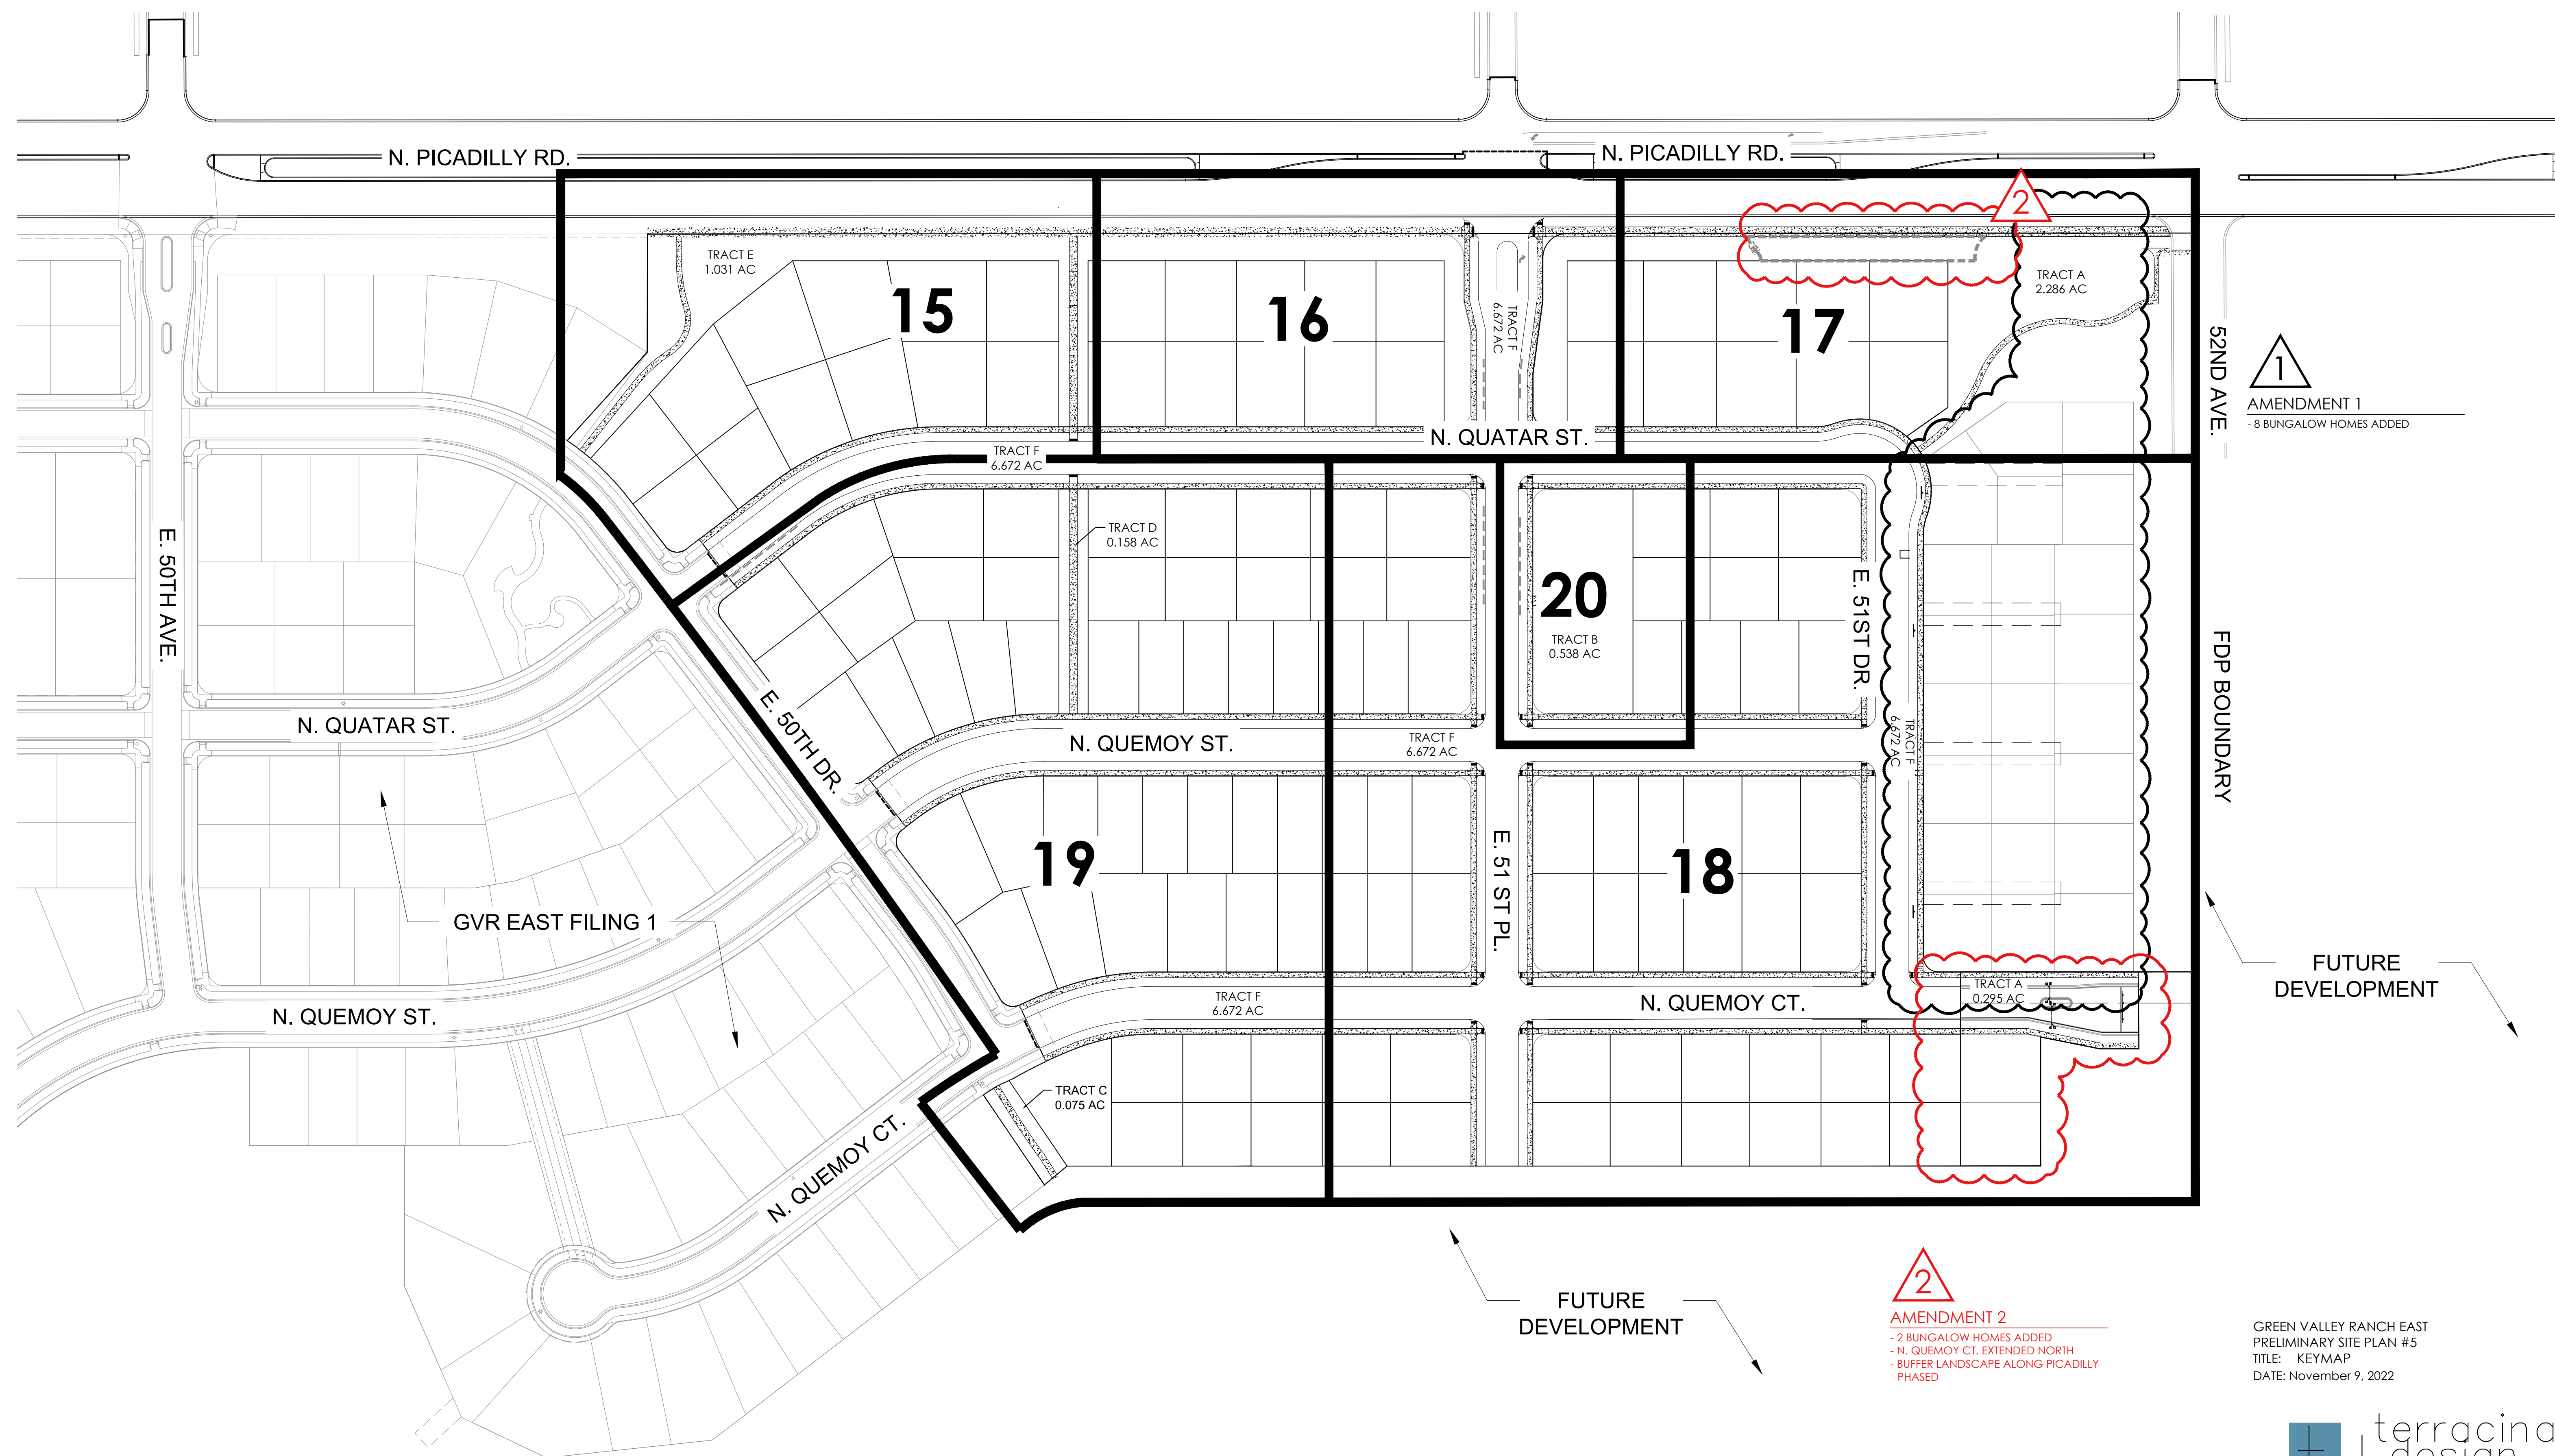 N. PICADILLY RD.
N. PICADILLY RD.
2
TRACT E
1.031 AC
15
16
TRACT F
6.672 AC
17
TRACT A
2.286 AC
52ND AVE.
1
AMENDMENT 1
- 8 BUNGALOW HOMES ADDED
N. QUATAR ST.
TRACT F
6.672 AC
E. 50TH AVE.
TRACT D
0.158 AC
20
TRACT B
0.538 AC
E. 51ST DR.
FDP BOUNDARY
E. 50TH DR.
N. QUATAR ST.
N. QUEMOY ST.
TRACT F
6.672 AC
TRACT F
6.672 AC
19
E. 51 ST PL.
18
GVR EAST FILING 1
FUTURE
DEVELOPMENT
N. QUEMOY ST.
TRACT F
6.672 AC
N. QUEMOY CT.
TRACT A
0.295 AC
TRACT C
0.075 AC
N. QUEMOY CT.
FUTURE
DEVELOPMENT
2
AMENDMENT 2
- 2 BUNGALOW HOMES ADDED
- N. QUEMOY CT. EXTENDED NORTH
- BUFFER LANDSCAPE ALONG PICADILLY
PHASED
GREEN VALLEY RANCH EAST
PRELIMINARY SITE PLAN #5
TITLE: KEYMAP
DATE: November 9, 2022
terracina
design